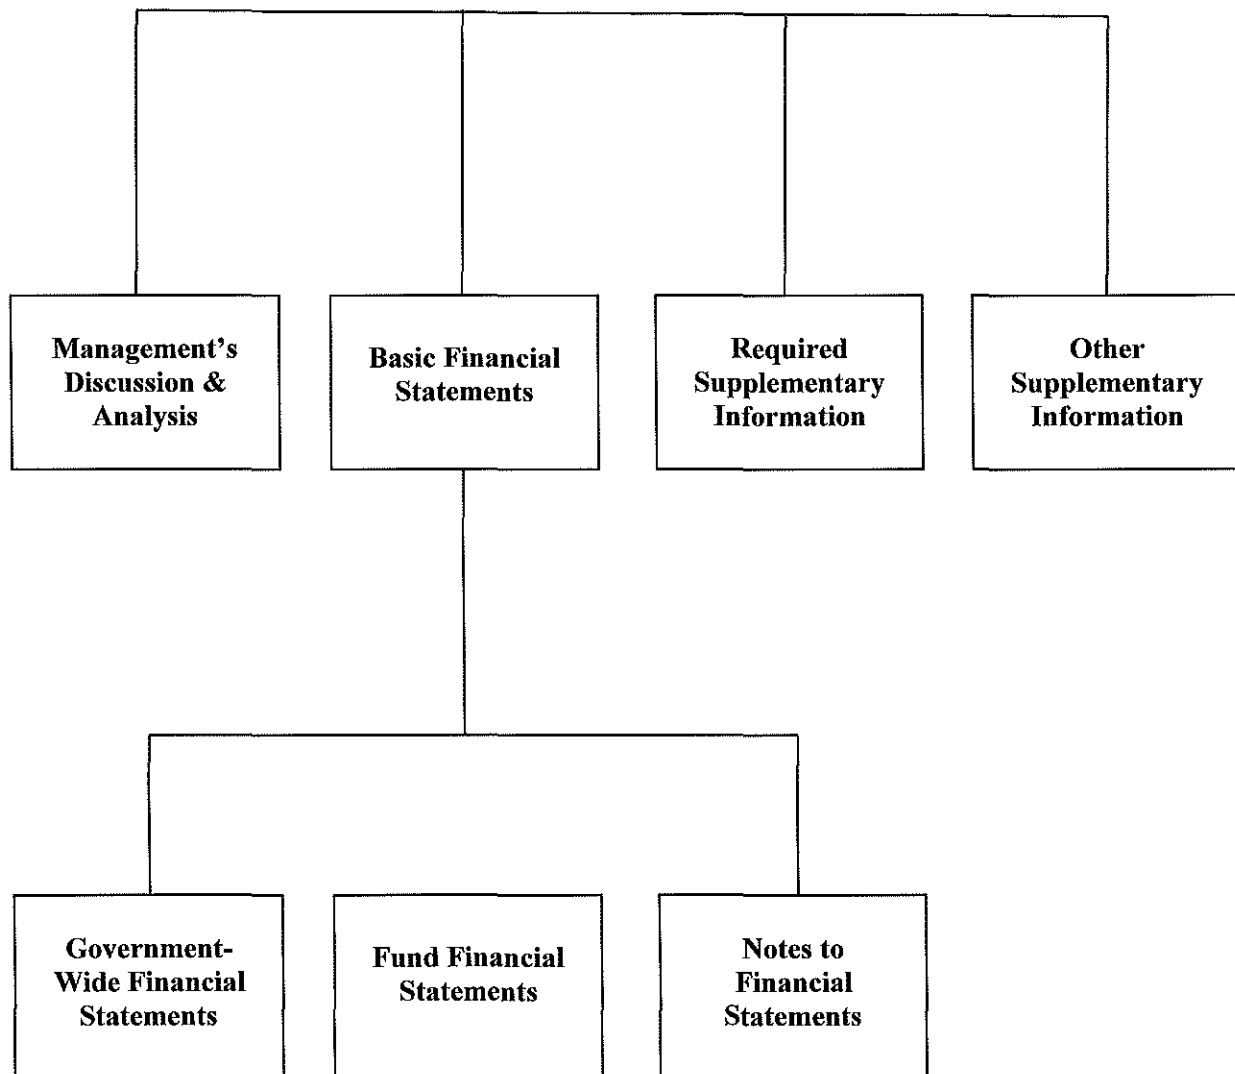 Management's
Discussion &
Analysis
Basic Financial
Statements
Required
Supplementary
Information
Other
Supplementary
Information
Government-
Wide Financial
Statements
Fund Financial
Statements
Notes to
Financial
Statements